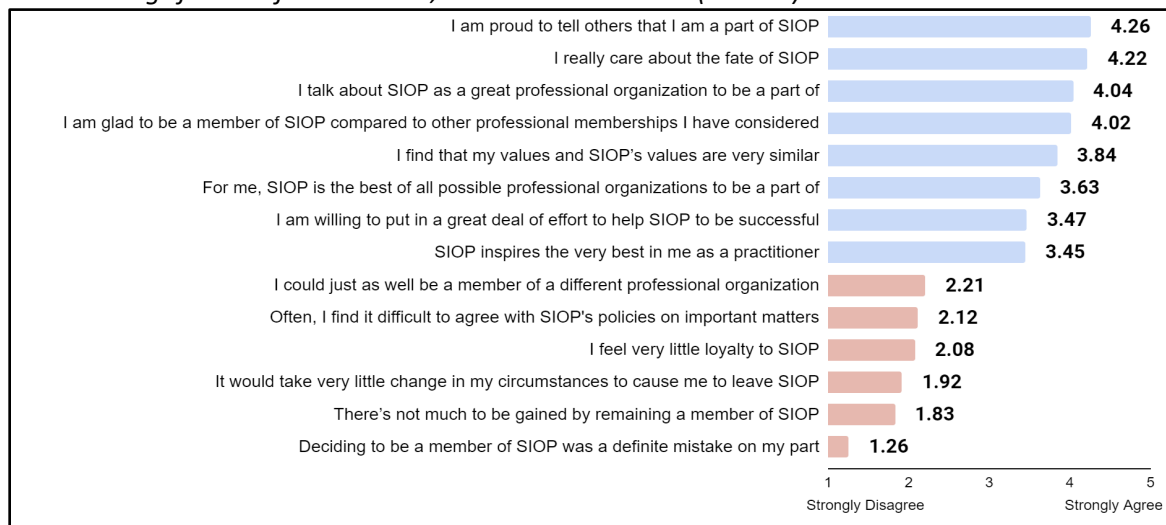 I am proud to tell others that I am a part of SIOP 4.26
I really care about the fate of SIOP 4.22
I talk about SIOP as a great professional organization to be a part of 4.04
I am glad to be a member of SIOP compared to other professional memberships I have considered 4.02
I find that my values and SIOP’s values are very similar 3.84
For me, SIOP is the best of all possible professional organizations to be a part of 3.63
I am willing to put in a great deal of effort to help SIOP to be successful 3.47
SIOP inspires the very best in me as a practitioner 3.45
I could just as well be a member of a different professional organization 2.21
Often, I find it difficult to agree with SIOP's policies on important matters 2.12
I feel very little loyalty to SIOP 2.08
It would take very little change in my circumstances to cause me to leave SIOP 1.92
There’s not much to be gained by remaining a member of SIOP 1.83
Deciding to be a member of SIOP was a definite mistake on my part 1.26
1 2 3 4 5
Strongly Disagree Strongly Agree